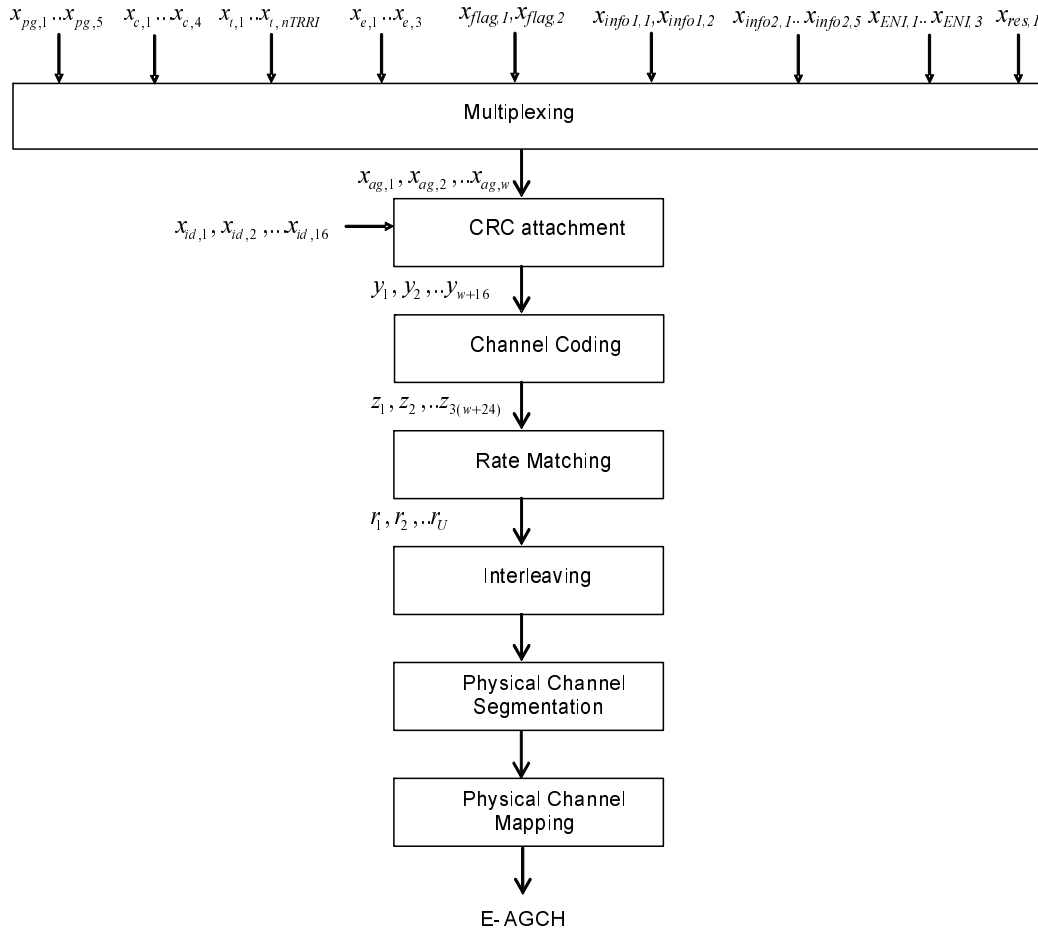 x_{pg,1}..x_{pg,5} x_{c,1}..x_{c,4} x_{t,1}..x_{t,nTRRI} x_{e,1}..x_{e,3} x_{flag,1},x_{flag,2} x_{info1,1},x_{info1,2} x_{info2,1}..x_{info2,5} x_{ENI,1}..x_{ENI,3} x_{res,1}
Multiplexing
x_{ag,1}, x_{ag,2},..x_{ag,w}
x_{id,1}, x_{id,2},...x_{id,16}
CRC attachment
y_1, y_2,..y_{w+16}
Channel Coding
z_1, z_2,..z_{3(w+24)}
Rate Matching
r_1, r_2,..r_U
Interleaving
Physical Channel
Segmentation
Physical Channel
Mapping
E- AGCH